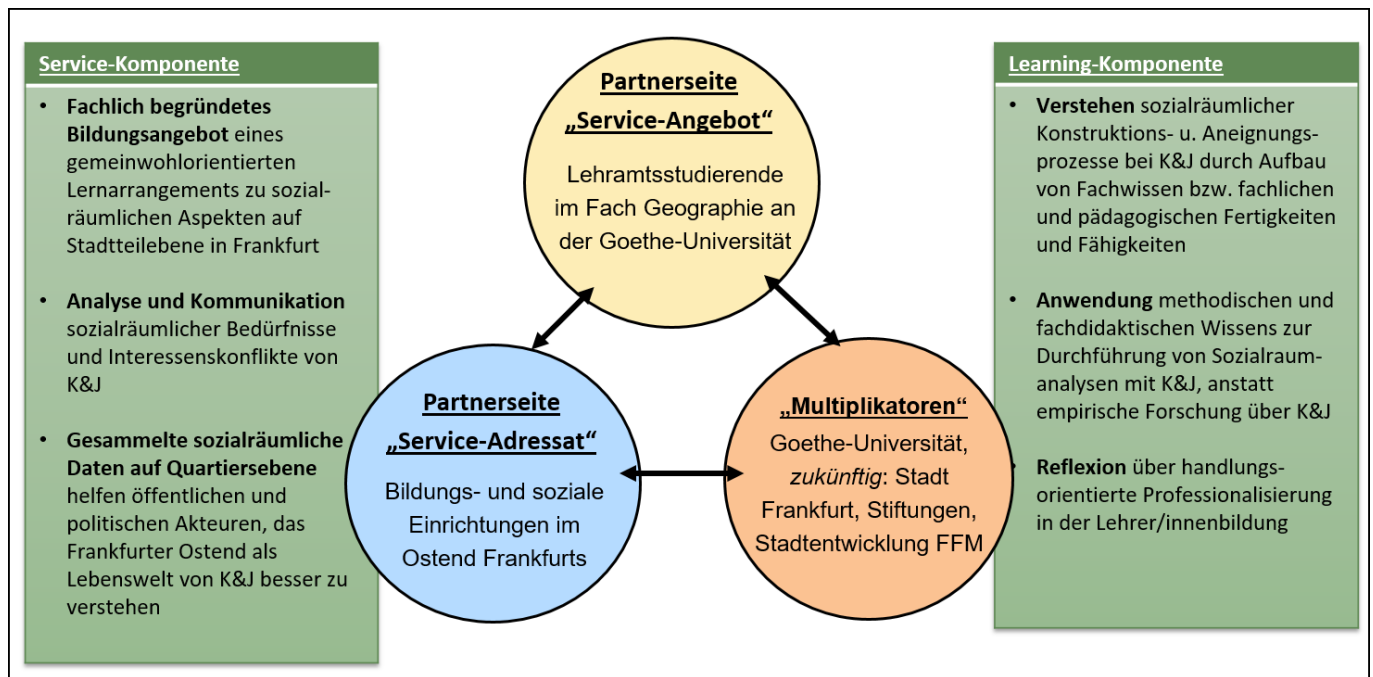 Service-Komponente
• Fachlich begründetes
Bildungsangebot eines
gemeinwohlorientierten
Lernarrangements zu sozial-
räumlichen Aspekten auf
Stadtteilebene in Frankfurt
• Analyse und Kommunikation
sozialräumlicher Bedürfnisse
und Interessenskonflikte von
K&J
• Gesammelte sozialräumliche
Daten auf Quartiersebene
helfen öffentlichen und
politischen Akteuren, das
Frankfurter Ostend als
Lebenswelt von K&J besser zu
verstehen
Partnerseite
„Service-Angebot“
Lehramtsstudierende
im Fach Geographie an
der Goethe-Universität
Partnerseite
„Service-Adressat“
Bildungs- und soziale
Einrichtungen im
Ostend Frankfurts
„Multiplikatoren“
Goethe-Universität,
zukünftig: Stadt
Frankfurt, Stiftungen,
Stadtentwicklung FFM
Learning-Komponente
• Verstehen sozialräumlicher
Konstruktions- u. Aneignungs-
prozesse bei K&J durch Aufbau
von Fachwissen bzw. fachlichen
und pädagogischen Fertigkeiten
und Fähigkeiten
• Anwendung methodischen und
fachdidaktischen Wissens zur
Durchführung von Sozialraum-
analysen mit K&J, anstatt
empirische Forschung über K&J
• Reflexion über handlungs-
orientierte Professionalisierung
in der Lehrer/innenbildung